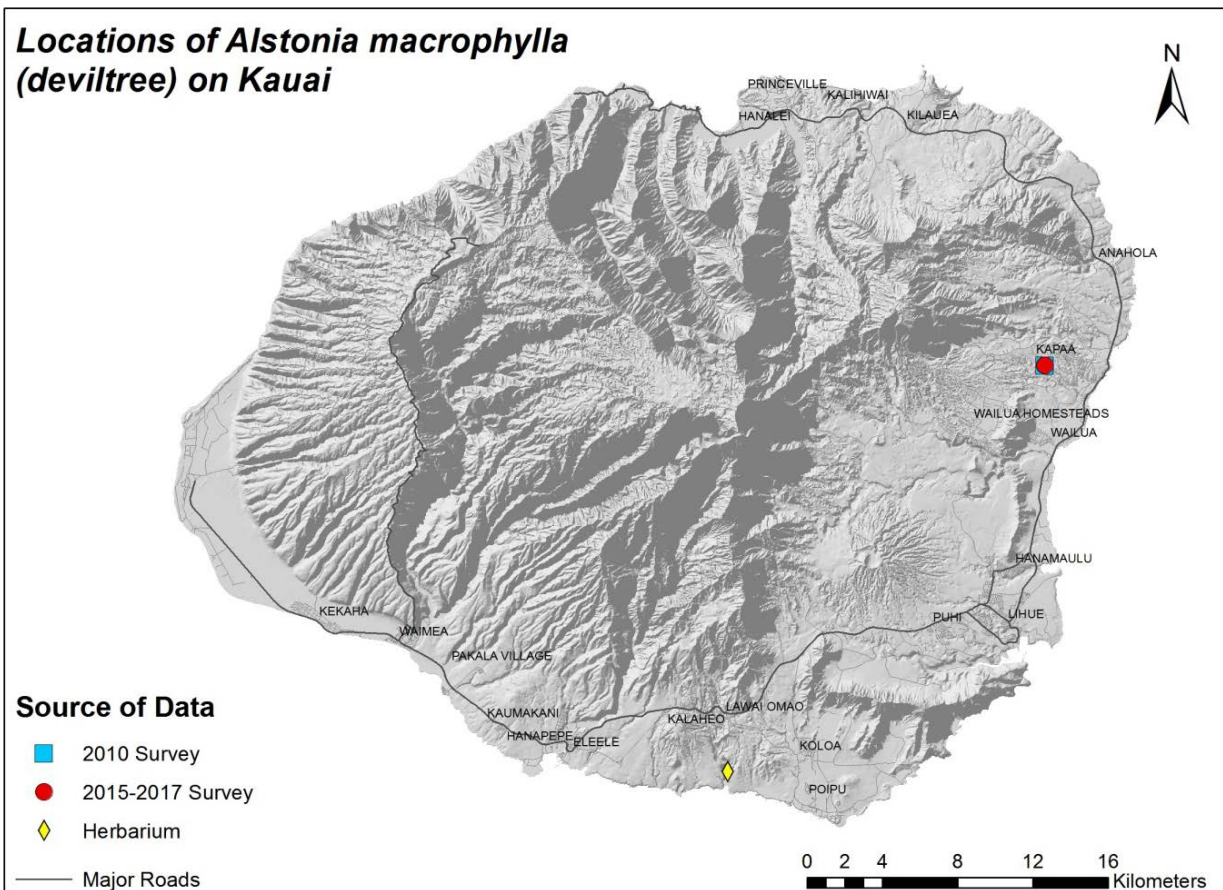 Locations of Alstonia macrophylla
(deviltree) on Kauai
N
PRINCEVILLE
KALIHIWAI
HANALEI
KILAUEA
ANAHOLA
KAPAA
WAILUA HOMESTEADS
WAILUA
HANAMAULU
KEKAHA
PUHI
LIHUE
WAIMEA
PAKALA VILLAGE
KAUMAKANI
KALAHEO
LAWAI OMAO
HANAPEPE
ELEELE
KOLOA
POIPU
Source of Data
2010 Survey
2015-2017 Survey
Herbarium
Major Roads
0 2 4 8 12 16
Kilometers